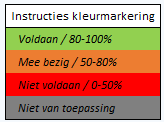 Instructies kleurmarkering
Voldaan / 80-100%
Mee bezig / 50-80%
Niet voldaan / 0-50%
Niet van toepassing